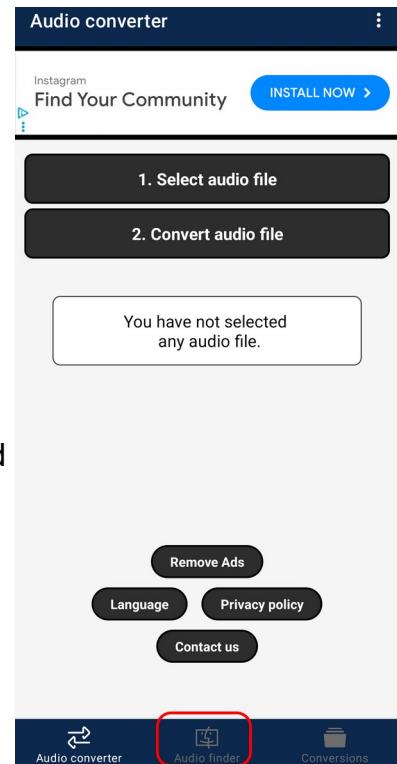 Audio converter
Instagram
Find Your Community
INSTALL NOW >
1. Select audio file
2. Convert audio file
You have not selected
any audio file.
d
Remove Ads
Language Privacy policy
Contact us
Audio converter Audio finder Conversions